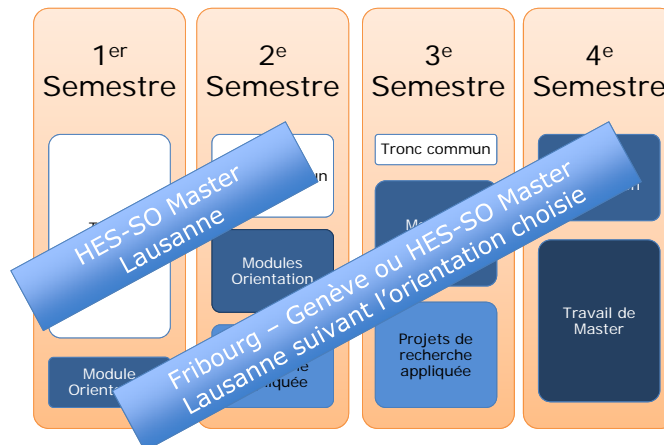 1er
Semestre
2e
Semestre
3e
Semestre
4e
Semestre
Tronc commun
HES-SO Master
Lausanne
Modules
Orientation
Fribourg – Genève ou HES-SO Master
Lausanne suivant l'orientation choisie
Module
Projets de
recherche
appliquée
Travail de
Master